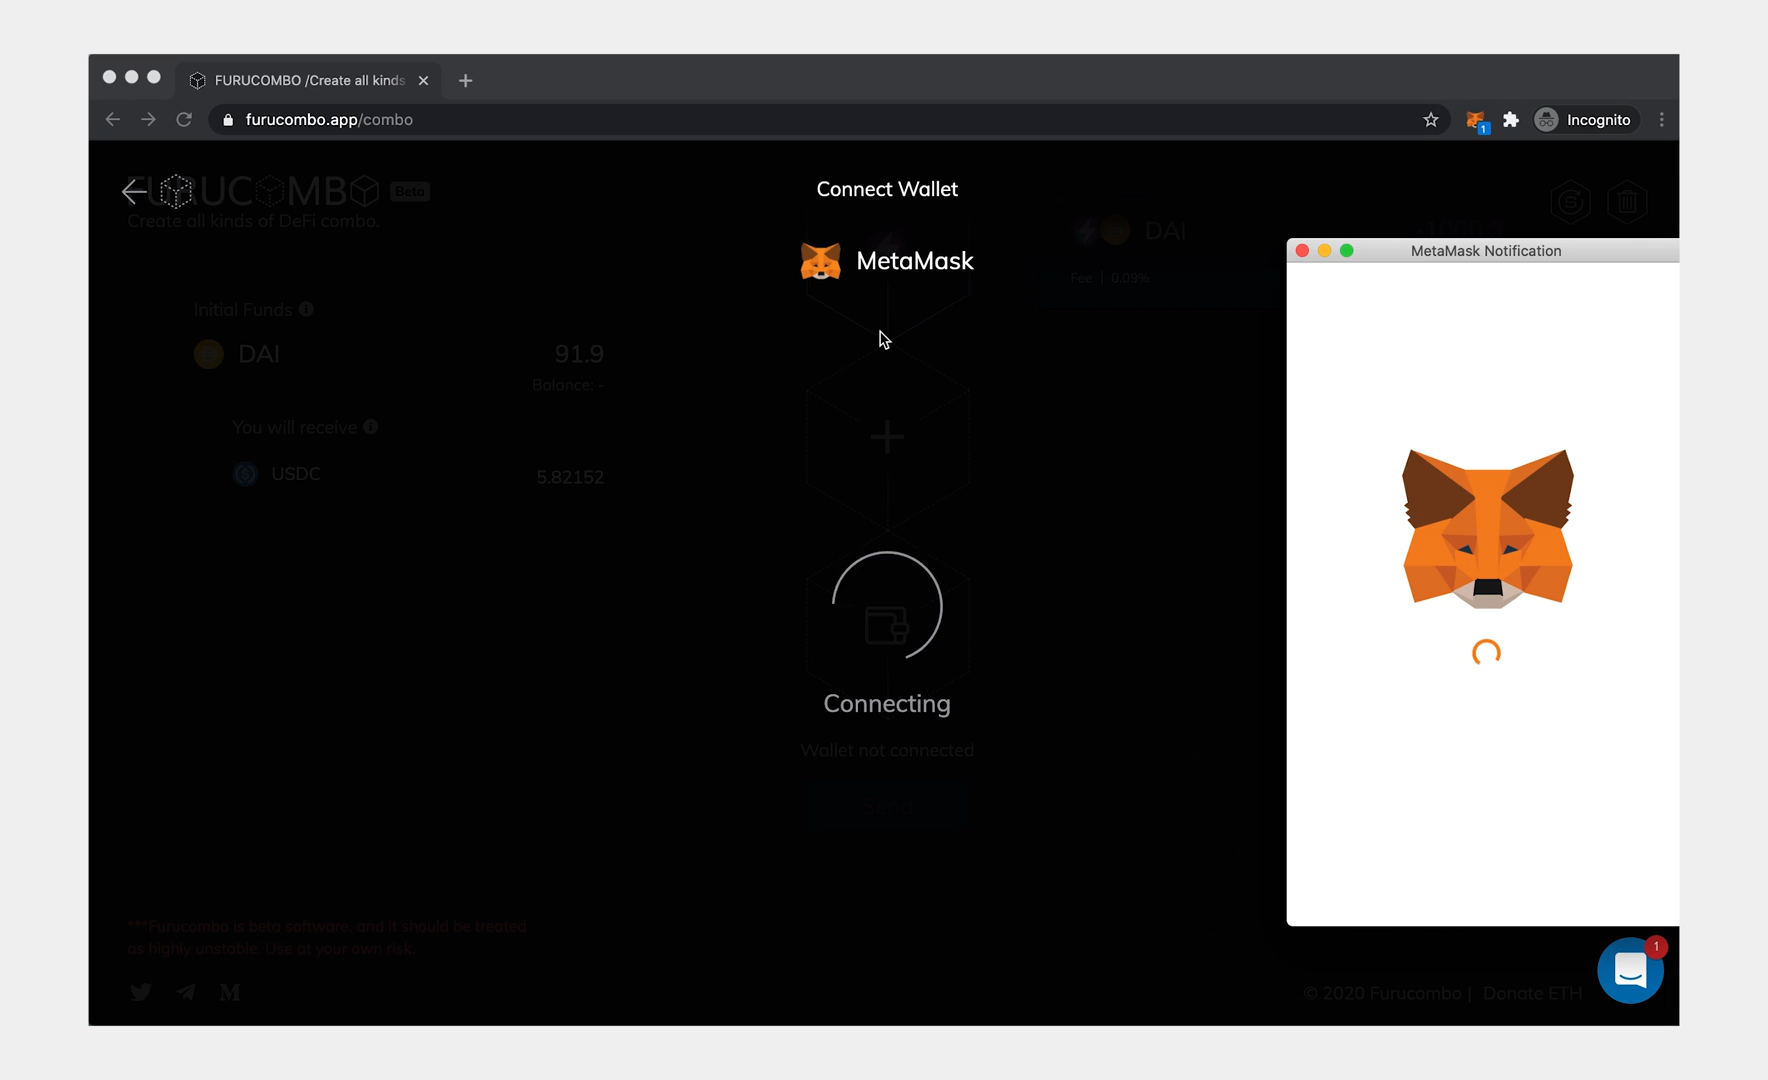 FURUCOMBO /Create all kinds
furucombo.app/combo
1
Incognito
FURUCOMBO
Beta
Create all kinds of DeFi combo.
Connect Wallet
MetaMask
DAI
Fee | 0.09%
MetaMask Notification
Initial Funds
DAI
91.9
Balance: -
You will receive
USDC
5.82152
Connecting
Wallet not connected
Send
***Furucombo is beta software, and it should be treated
as highly unstable. Use at your own risk.
© 2020 Furucombo | Donate ETH
1